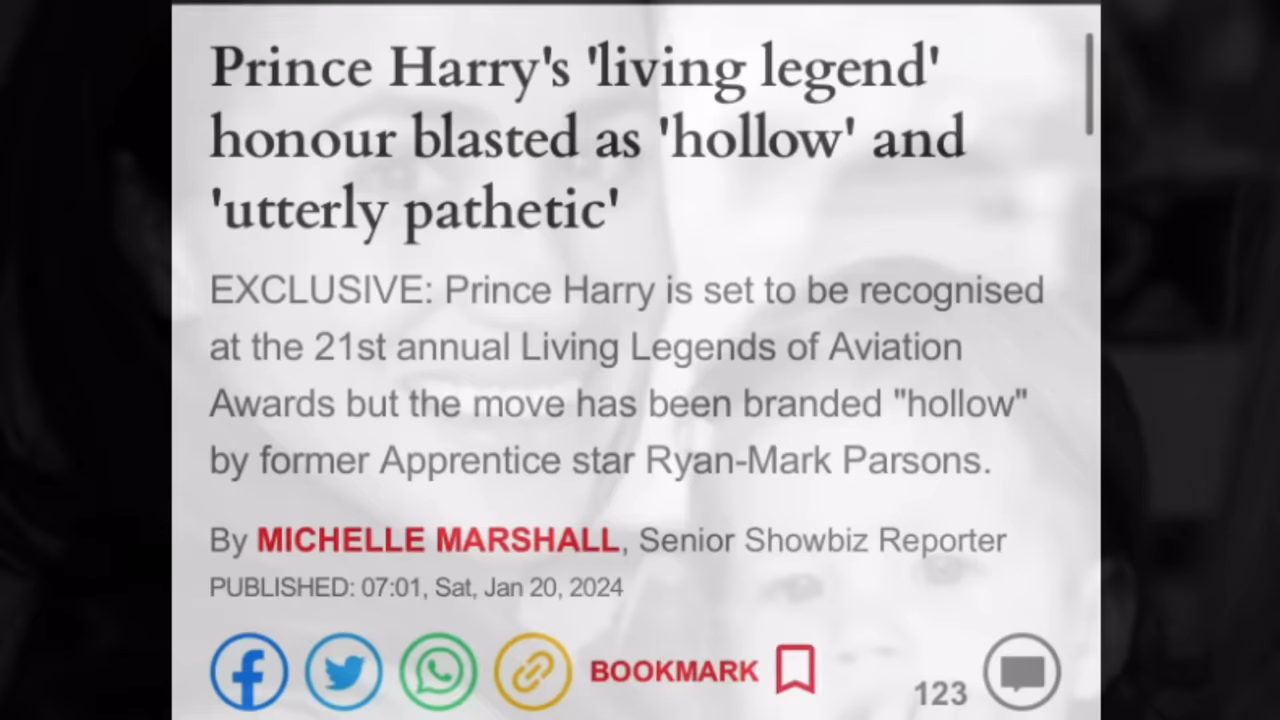 Prince Harry's 'living legend'
honour blasted as 'hollow' and
'utterly pathetic'
EXCLUSIVE: Prince Harry is set to be recognised
at the 21st annual Living Legends of Aviation
Awards but the move has been branded "hollow"
by former Apprentice star Ryan-Mark Parsons.
By MICHELLE MARSHALL, Senior Showbiz Reporter
PUBLISHED: 07:01, Sat, Jan 20, 2024
BOOKMARK
123